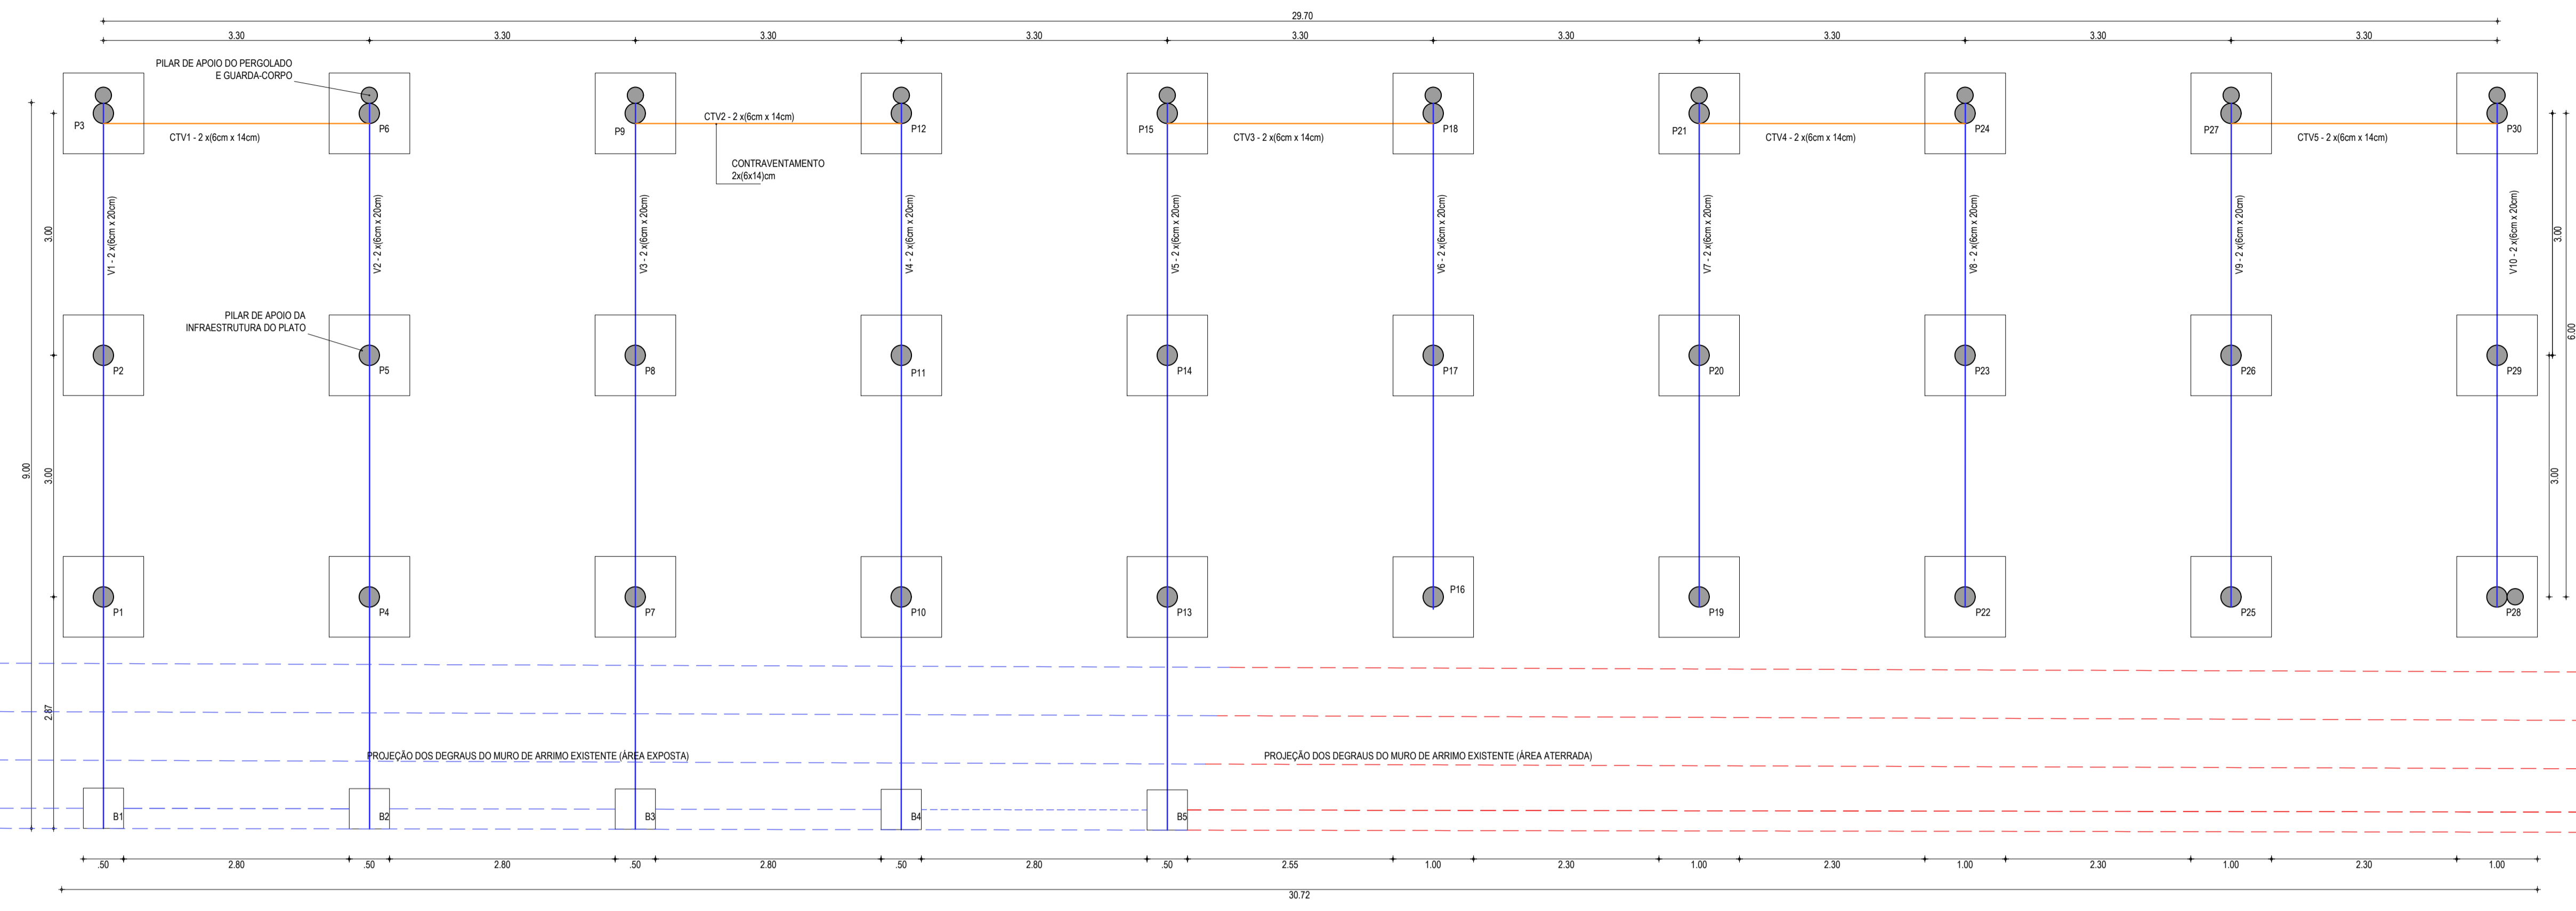 29.70
3.30 3.30 3.30 3.30 3.30 3.30 3.30 3.30 3.30
PILAR DE APOIO DO PERGOLADO
E GUARDA-CORPO
P3 P6 P9 P12 P15 P18 P21 P24 P27 P30
CTV1 - 2 x(6cm x 14cm)
CTV2 - 2 x(6cm x 14cm)
CTV3 - 2 x(6cm x 14cm)
CTV4 - 2 x(6cm x 14cm)
CTV5 - 2 x(6cm x 14cm)
CONTRAVENTAMENTO
2x(6x14)cm
V1 - 2 x(6cm x 20cm)
V2 - 2 x(6cm x 20cm)
V3 - 2 x(6cm x 20cm)
V4 - 2 x(6cm x 20cm)
V5 - 2 x(6cm x 20cm)
V6 - 2 x(6cm x 20cm)
V7 - 2 x(6cm x 20cm)
V8 - 2 x(6cm x 20cm)
V9 - 2 x(6cm x 20cm)
V10 - 2 x(6cm x 20cm)
3.00
3.00
PILAR DE APOIO DA
INFRAESTRUTURA DO PLATO
6.00
P2 P5 P8 P11 P14 P17 P20 P23 P26 P29
9.00
3.00
3.00
P1 P4 P7 P10 P13 P16 P19 P22 P25 P28
2.87
PROJEÇÃO DOS DEGRAUS DO MURO DE ARRIMO EXISTENTE (ÀREA EXPOSTA)
PROJEÇÃO DOS DEGRAUS DO MURO DE ARRIMO EXISTENTE (ÀREA ATERRADA)
B1 B2 B3 B4 B5
.50 2.80 .50 2.80 .50 2.80 .50 2.80 .50 2.55 1.00 2.30 1.00 2.30 1.00 2.30 1.00 2.30 1.00
30.72